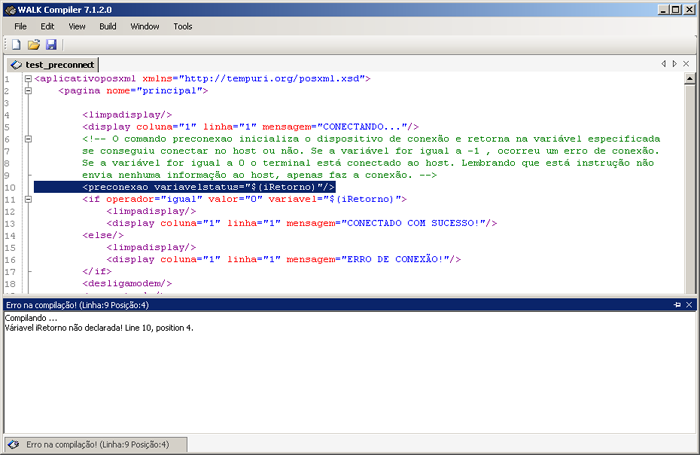 WALK Compiler 7.1.2.0
File Edit View Build Window Tools
test_preconnect
1 <aplicativoposxml xmlns="http://tempuri.org/posxml.xsd">
2 <pagina nome="principal">
3
4 <limpadisplay/>
5 <display coluna="1" linha="1" mensagem="CONECTANDO..."/>
6 <!-- O comando preconexao inicializa o dispositivo de conexão e retorna na variável especificada
7 se conseguiu conectar no host ou não. Se a variável for igual a -1 , ocorreu um erro de conexão.
8 Se a variável for igual a 0 o terminal está conectado ao host. Lembrando que está instrução não
9 envia nenhuma informação ao host, apenas faz a conexão. -->
10 <preconexao variavelstatus="$(iRetorno)"/>
11 <if operador="igual" valor="0" variavel="$(iRetorno)">
12 <limpadisplay/>
13 <display coluna="1" linha="1" mensagem="CONECTADO COM SUCESSO!"/>
14 <else/>
15 <limpadisplay/>
16 <display coluna="1" linha="1" mensagem="ERRO DE CONEXÃO!"/>
17 </if>
18 <desligamodem/>
Erro na compilação! (Linha:9 Posição:4)
Compilando ...
Váriavel iRetorno não declarada! Line 10, position 4.
Erro na compilação! (Linha:9 Posição:4)